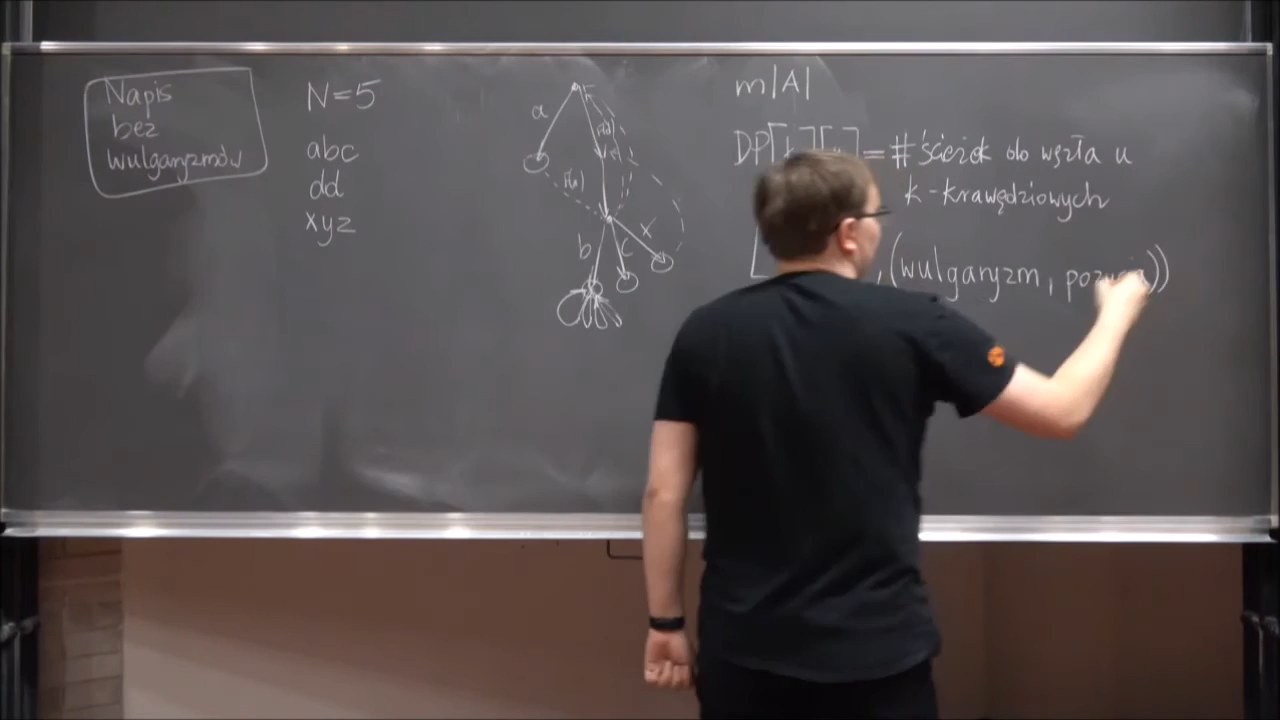 Napis
bez
wulgaryzmów
N=5
abc
dd
xyz
a
b
c
x
m|A|
DP[ ][ ]=#ścieżek do węzła u
k-krawędziowych
,(wulgaryzm, pozycja))